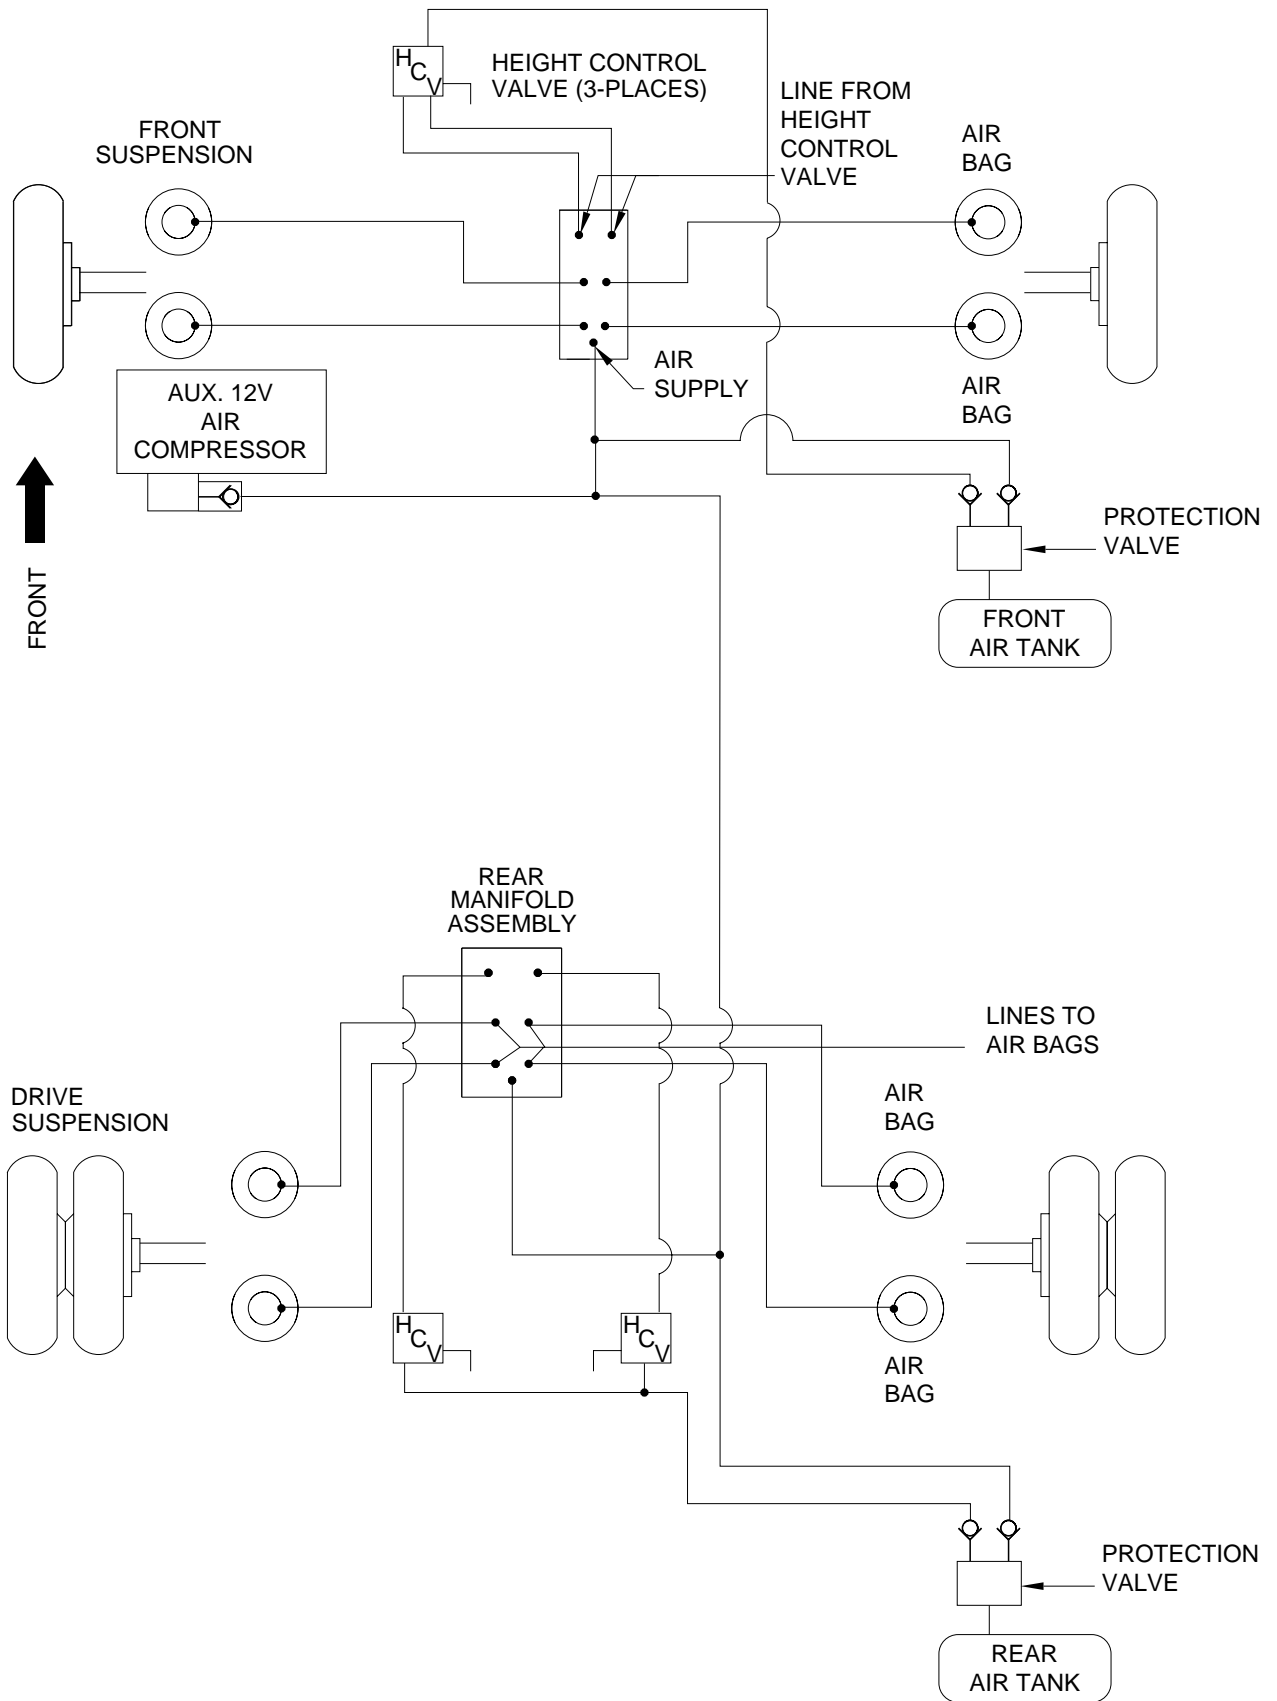 H
C
V
HEIGHT CONTROL
VALVE (3-PLACES)
LINE FROM
HEIGHT
CONTROL
VALVE
FRONT
SUSPENSION
AIR
BAG
AIR
SUPPLY
AUX. 12V
AIR
COMPRESSOR
AIR
BAG
FRONT
PROTECTION
VALVE
FRONT
AIR TANK
REAR
MANIFOLD
ASSEMBLY
LINES TO
AIR BAGS
DRIVE
SUSPENSION
AIR
BAG
H
C
V
H
C
V
AIR
BAG
PROTECTION
VALVE
REAR
AIR TANK